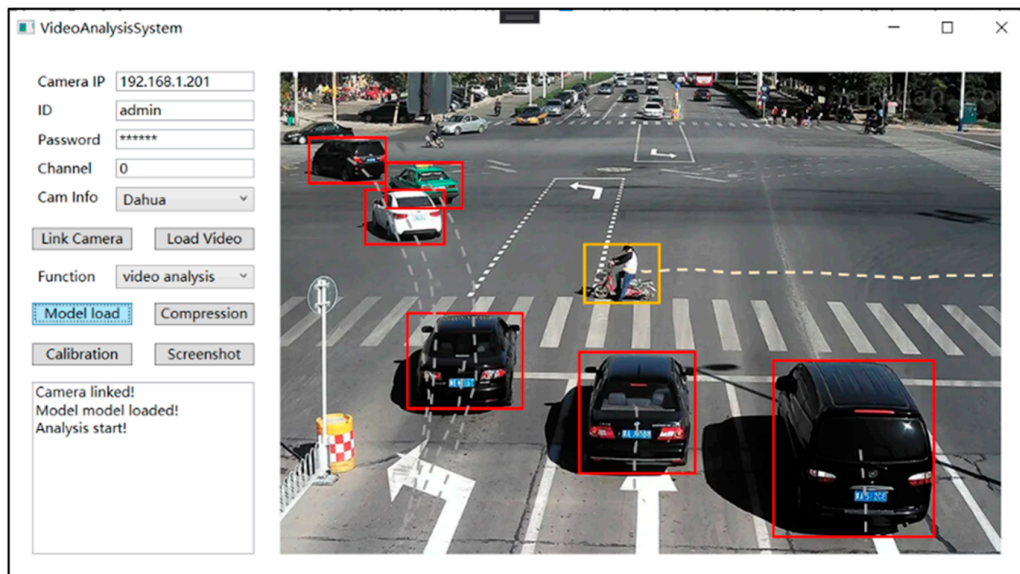 VideoAnalysisSystem
Camera IP 192.168.1.201
ID admin
Password ******
Channel 0
Cam Info Dahua
Link Camera Load Video
Function video analysis
Model load Compression
Calibration Screenshot
Camera linked!
Model model loaded!
Analysis start!